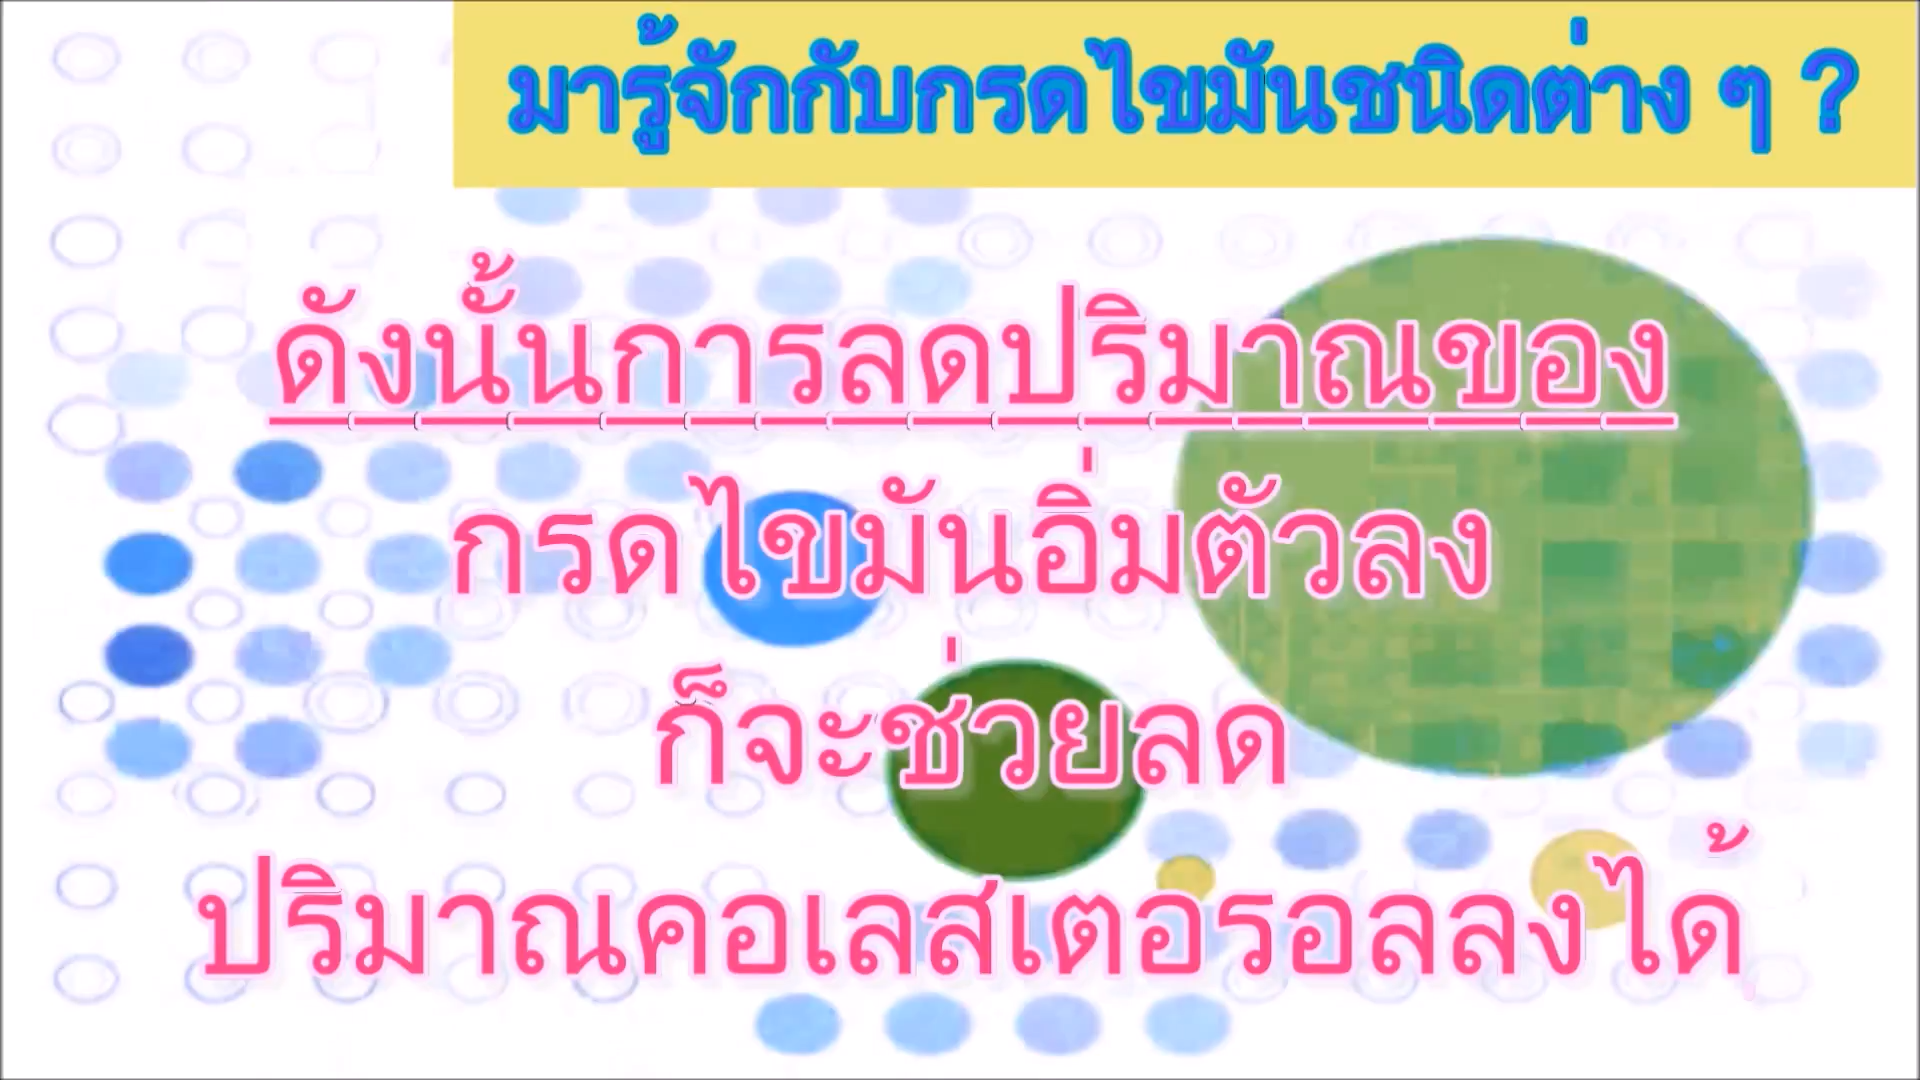 มารู้จักกับกรดไขมันชนิดต่าง ๆ ?
ดังนั้นการลดปริมาณของ
กรดไขมันอิ่มตัวลง
ก็จะช่วยลด
ปริมาณคอเลสเตอรอลลงได้